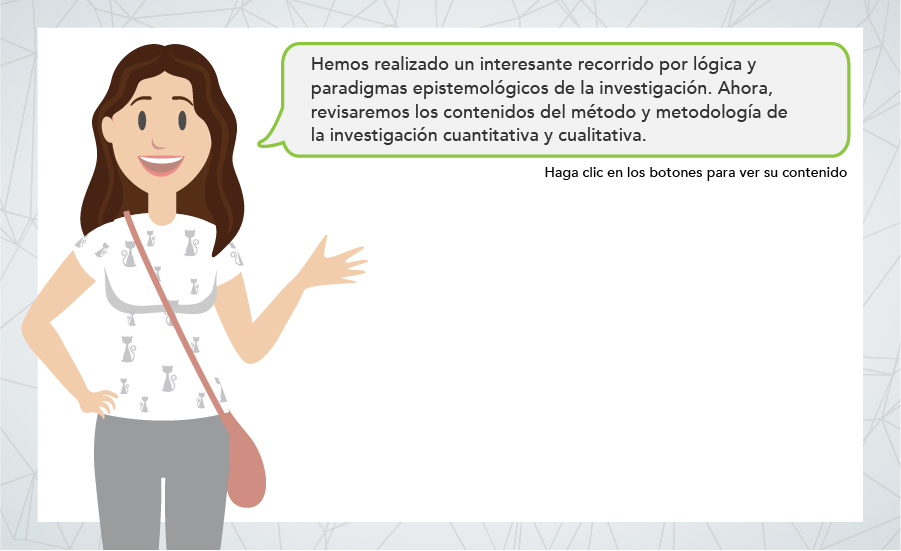 Hemos realizado un interesante recorrido por lógica y
paradigmas epistemológicos de la investigación. Ahora,
revisaremos los contenidos del método y metodología de
la investigación cuantitativa y cualitativa.
Haga clic en los botones para ver su contenido